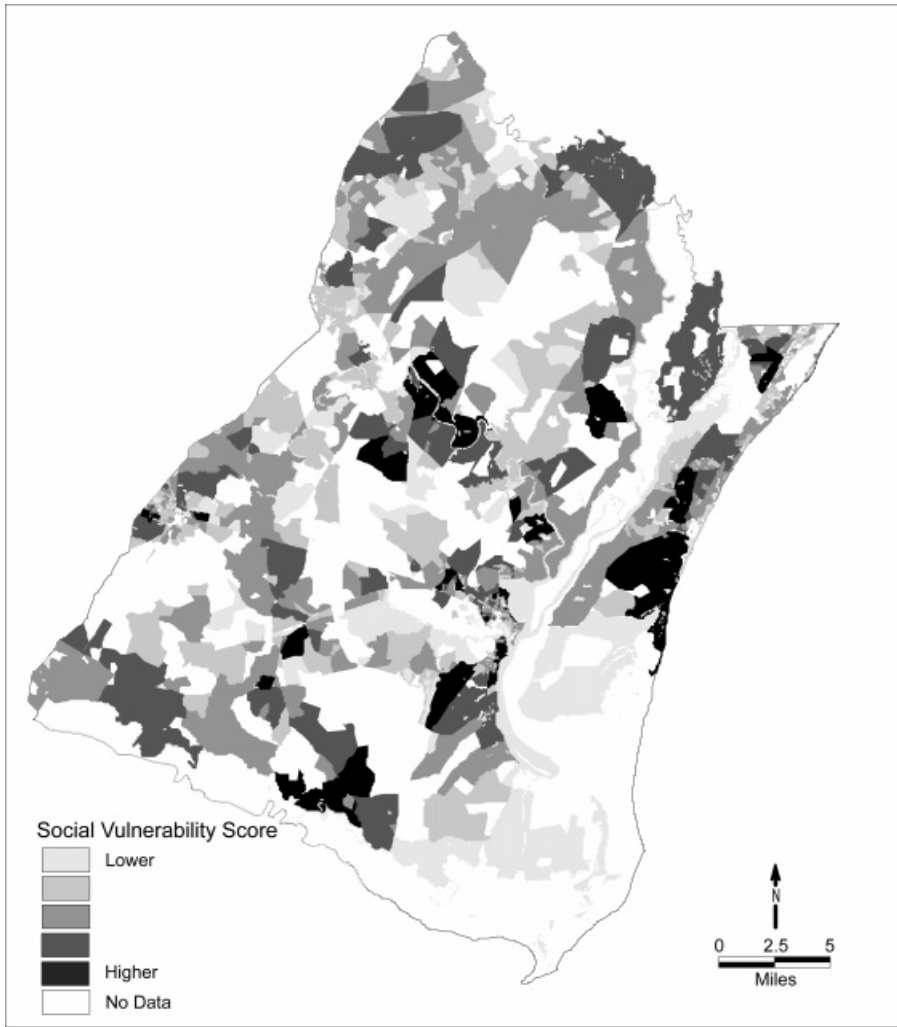 Social Vulnerability Score
Lower
Higher
No Data
N
0 2.5 5
Miles